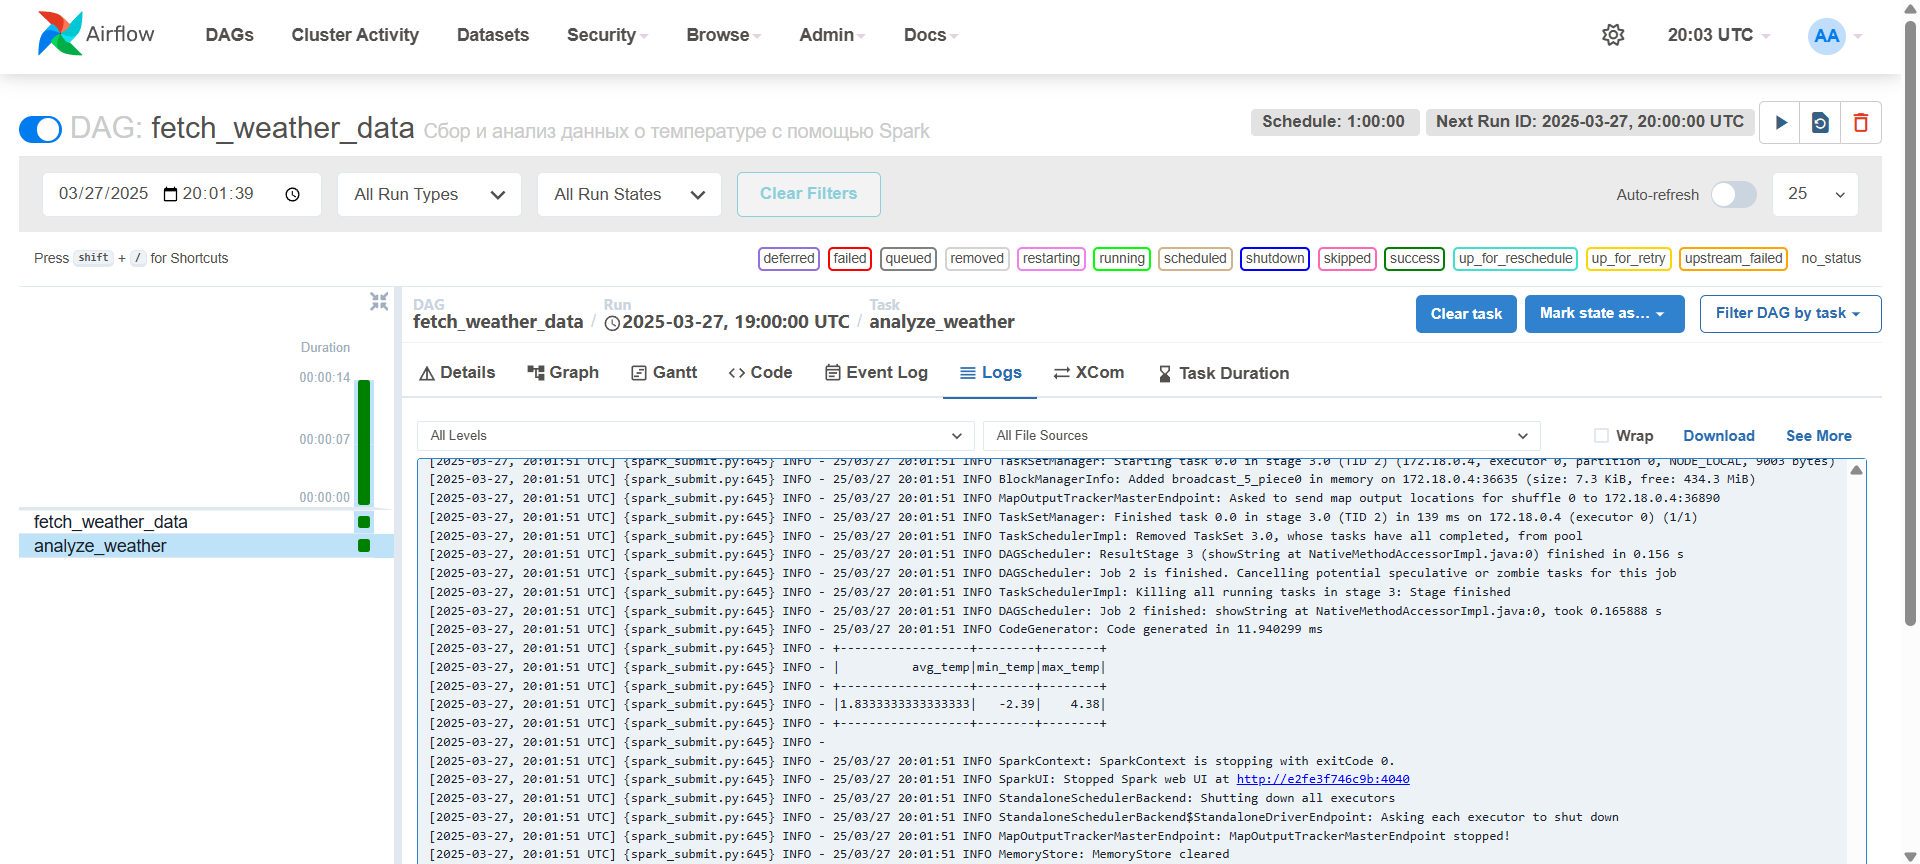 Airflow DAGs Cluster Activity Datasets Security Browse Admin Docs 20:03 UTC AA
DAG: fetch_weather_data Сбор и анализ данных о температуре с помощью Spark Schedule: 1:00:00 Next Run ID: 2025-03-27, 20:00:00 UTC
03/27/2025 20:01:39 All Run Types All Run States Clear Filters Auto-refresh 25
Press shift + / for Shortcuts deferred failed queued removed restarting running scheduled shutdown skipped success up_for_reschedule up_for_retry upstream_failed no_status
DAG Run Task
fetch_weather_data / 2025-03-27, 19:00:00 UTC / analyze_weather Clear task Mark state as... Filter DAG by task
Duration
00:00:14
00:00:07
00:00:00
fetch_weather_data
analyze_weather
Details Graph Gantt Code Event Log Logs XCom Task Duration
All Levels All File Sources Wrap Download See More
[2025-03-27, 20:01:51 UTC] {spark_submit.py:645} INFO - 25/03/27 20:01:51 INFO TaskSetManager: Starting task 0.0 in stage 3.0 (TID 2) (172.18.0.4, executor 0, partition 0, NODE_LOCAL, 9003 bytes)
[2025-03-27, 20:01:51 UTC] {spark_submit.py:645} INFO - 25/03/27 20:01:51 INFO BlockManagerInfo: Added broadcast_5_piece0 in memory on 172.18.0.4:36635 (size: 7.3 KiB, free: 434.3 MiB)
[2025-03-27, 20:01:51 UTC] {spark_submit.py:645} INFO - 25/03/27 20:01:51 INFO MapOutputTrackerMasterEndpoint: Asked to send map output locations for shuffle 0 to 172.18.0.4:36890
[2025-03-27, 20:01:51 UTC] {spark_submit.py:645} INFO - 25/03/27 20:01:51 INFO TaskSetManager: Finished task 0.0 in stage 3.0 (TID 2) in 139 ms on 172.18.0.4 (executor 0) (1/1)
[2025-03-27, 20:01:51 UTC] {spark_submit.py:645} INFO - 25/03/27 20:01:51 INFO TaskSchedulerImpl: Removed TaskSet 3.0, whose tasks have all completed, from pool
[2025-03-27, 20:01:51 UTC] {spark_submit.py:645} INFO - 25/03/27 20:01:51 INFO DAGScheduler: ResultStage 3 (showString at NativeMethodAccessorImpl.java:0) finished in 0.156 s
[2025-03-27, 20:01:51 UTC] {spark_submit.py:645} INFO - 25/03/27 20:01:51 INFO DAGScheduler: Job 2 is finished. Cancelling potential speculative or zombie tasks for this job
[2025-03-27, 20:01:51 UTC] {spark_submit.py:645} INFO - 25/03/27 20:01:51 INFO TaskSchedulerImpl: Killing all running tasks in stage 3: Stage finished
[2025-03-27, 20:01:51 UTC] {spark_submit.py:645} INFO - 25/03/27 20:01:51 INFO DAGScheduler: Job 2 finished: showString at NativeMethodAccessorImpl.java:0, took 0.165888 s
[2025-03-27, 20:01:51 UTC] {spark_submit.py:645} INFO - 25/03/27 20:01:51 INFO CodeGenerator: Code generated in 11.940299 ms
[2025-03-27, 20:01:51 UTC] {spark_submit.py:645} INFO - +------------------+--------+--------+
[2025-03-27, 20:01:51 UTC] {spark_submit.py:645} INFO - |          avg_temp|min_temp|max_temp|
[2025-03-27, 20:01:51 UTC] {spark_submit.py:645} INFO - +------------------+--------+--------+
[2025-03-27, 20:01:51 UTC] {spark_submit.py:645} INFO - |1.8333333333333333|   -2.39|    4.38|
[2025-03-27, 20:01:51 UTC] {spark_submit.py:645} INFO - +------------------+--------+--------+
[2025-03-27, 20:01:51 UTC] {spark_submit.py:645} INFO -
[2025-03-27, 20:01:51 UTC] {spark_submit.py:645} INFO - 25/03/27 20:01:51 INFO SparkContext: SparkContext is stopping with exitCode 0.
[2025-03-27, 20:01:51 UTC] {spark_submit.py:645} INFO - 25/03/27 20:01:51 INFO SparkUI: Stopped Spark web UI at http://e2fe3f746c9b:4040
[2025-03-27, 20:01:51 UTC] {spark_submit.py:645} INFO - 25/03/27 20:01:51 INFO StandaloneSchedulerBackend: Shutting down all executors
[2025-03-27, 20:01:51 UTC] {spark_submit.py:645} INFO - 25/03/27 20:01:51 INFO StandaloneSchedulerBackend$StandaloneDriverEndpoint: Asking each executor to shut down
[2025-03-27, 20:01:51 UTC] {spark_submit.py:645} INFO - 25/03/27 20:01:51 INFO MapOutputTrackerMasterEndpoint: MapOutputTrackerMasterEndpoint stopped!
[2025-03-27, 20:01:51 UTC] {spark_submit.py:645} INFO - 25/03/27 20:01:51 INFO MemoryStore: MemoryStore cleared